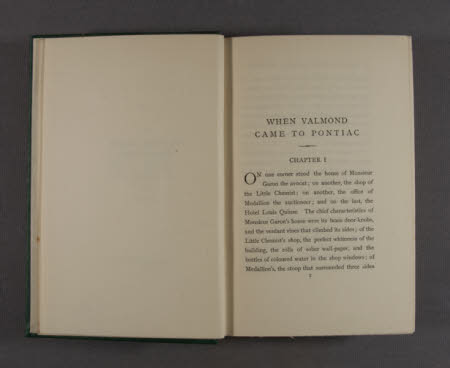 WHEN VALMOND
CAME TO PONTIAC
CHAPTER I
ON one corner stood the house of Monsieur
Garon the avocat; on another, the shop of
the Little Chemist; on another, the office of
Medallion the auctioneer; and on the last, the
Hotel Louis Quinze. The chief characteristics of
Monsieur Garon's house were its brass door-knobs,
and the verdant vines that climbed its sides; of the
Little Chemist's shop, the perfect whiteness of the
building, the rolls of sober wall-paper, and the
bottles of coloured water in the shop windows; of
Medallion's, the stoop that surrounded three sides